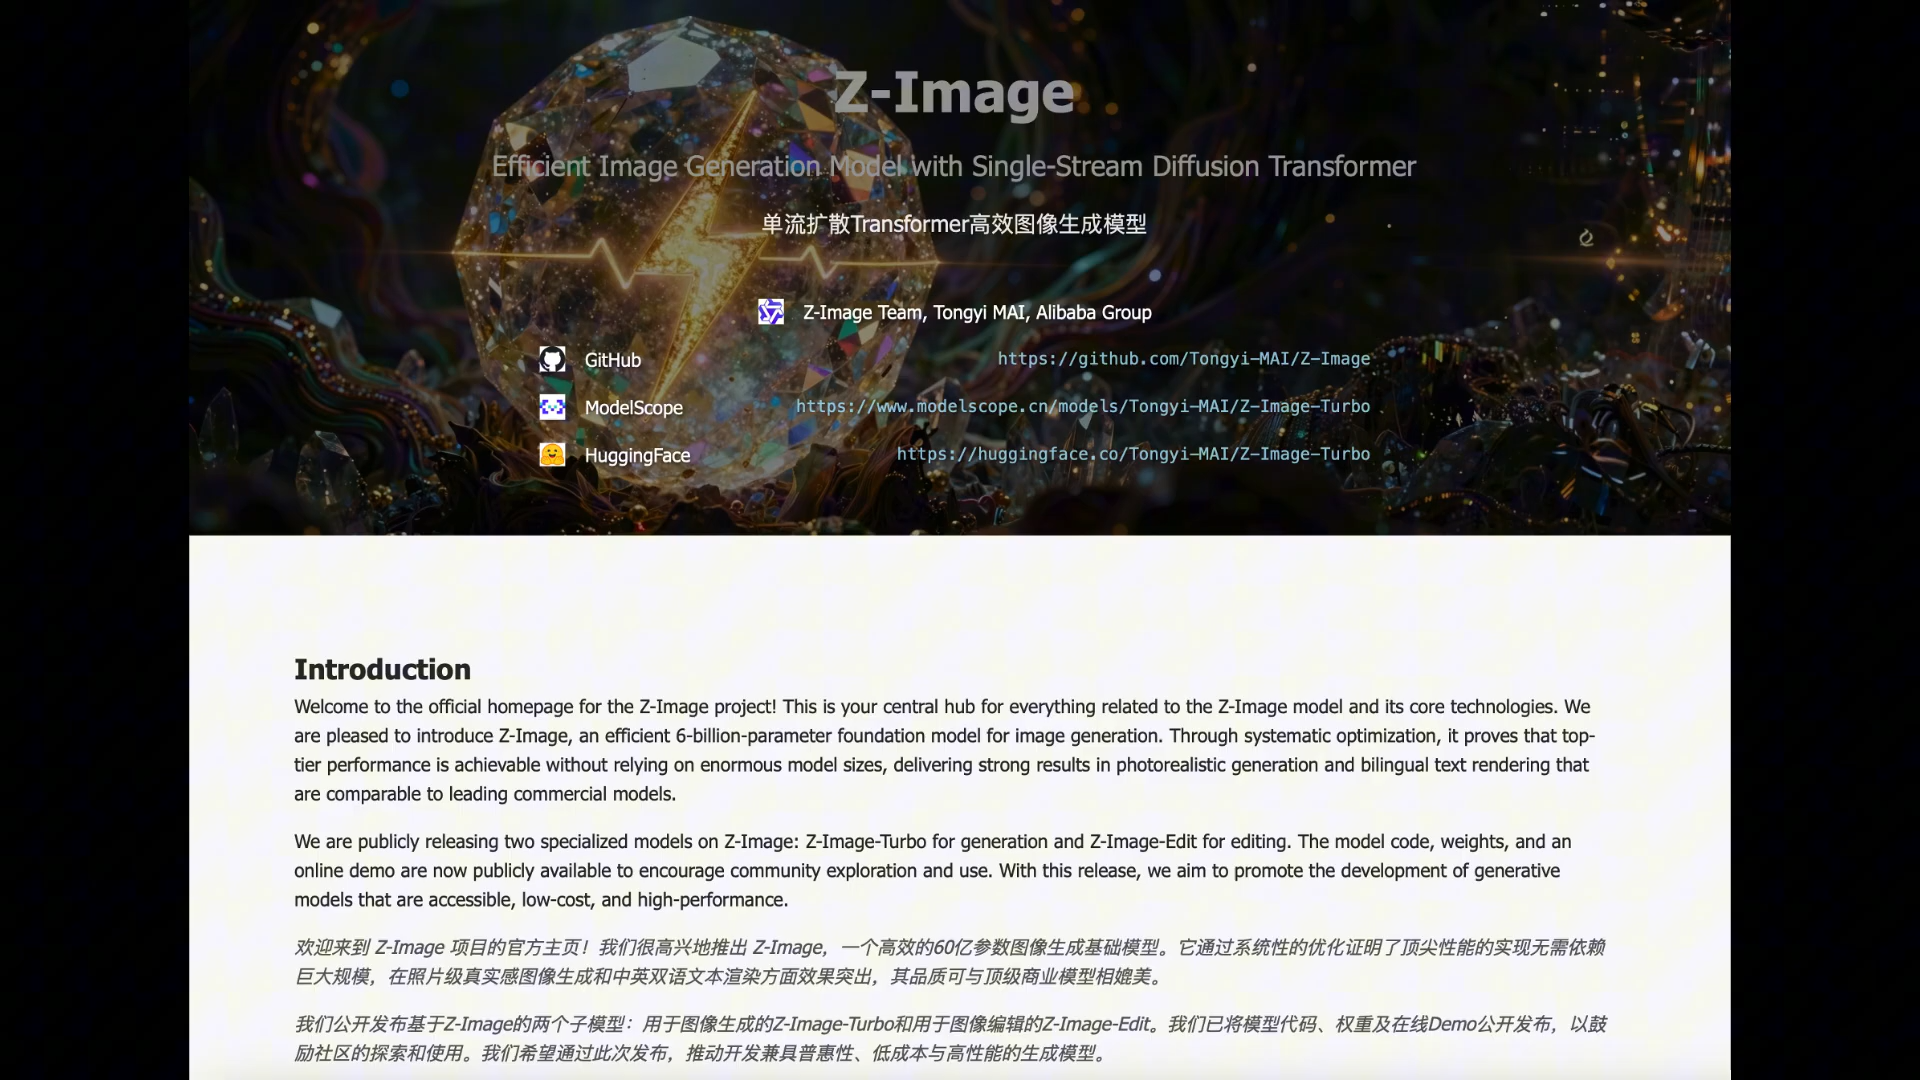 Z-Image
Efficient Image Generation Model with Single-Stream Diffusion Transformer
单流扩散Transformer高效图像生成模型
Z-Image Team, Tongyi MAI, Alibaba Group
GitHub https://github.com/Tongyi-MAI/Z-Image
ModelScope https://www.modelscope.cn/models/Tongyi-MAI/Z-Image-Turbo
HuggingFace https://huggingface.co/Tongyi-MAI/Z-Image-Turbo
Introduction
Welcome to the official homepage for the Z-Image project! This is your central hub for everything related to the Z-Image model and its core technologies. We
are pleased to introduce Z-Image, an efficient 6-billion-parameter foundation model for image generation. Through systematic optimization, it proves that top-
tier performance is achievable without relying on enormous model sizes, delivering strong results in photorealistic generation and bilingual text rendering that
are comparable to leading commercial models.
We are publicly releasing two specialized models on Z-Image: Z-Image-Turbo for generation and Z-Image-Edit for editing. The model code, weights, and an
online demo are now publicly available to encourage community exploration and use. With this release, we aim to promote the development of generative
models that are accessible, low-cost, and high-performance.
欢迎来到 Z-Image 项目的官方主页！我们很高兴地推出 Z-Image，一个高效的60亿参数图像生成基础模型。它通过系统性的优化证明了顶尖性能的实现无需依赖
巨大规模，在照片级真实感图像生成和中英双语文本渲染方面效果突出，其品质可与顶级商业模型相媲美。
我们公开发布基于Z-Image的两个子模型：用于图像生成的Z-Image-Turbo和用于图像编辑的Z-Image-Edit。我们已将模型代码、权重及在线Demo公开发布，以鼓
励社区的探索和使用。我们希望通过此次发布，推动开发兼具普惠性、低成本与高性能的生成模型。